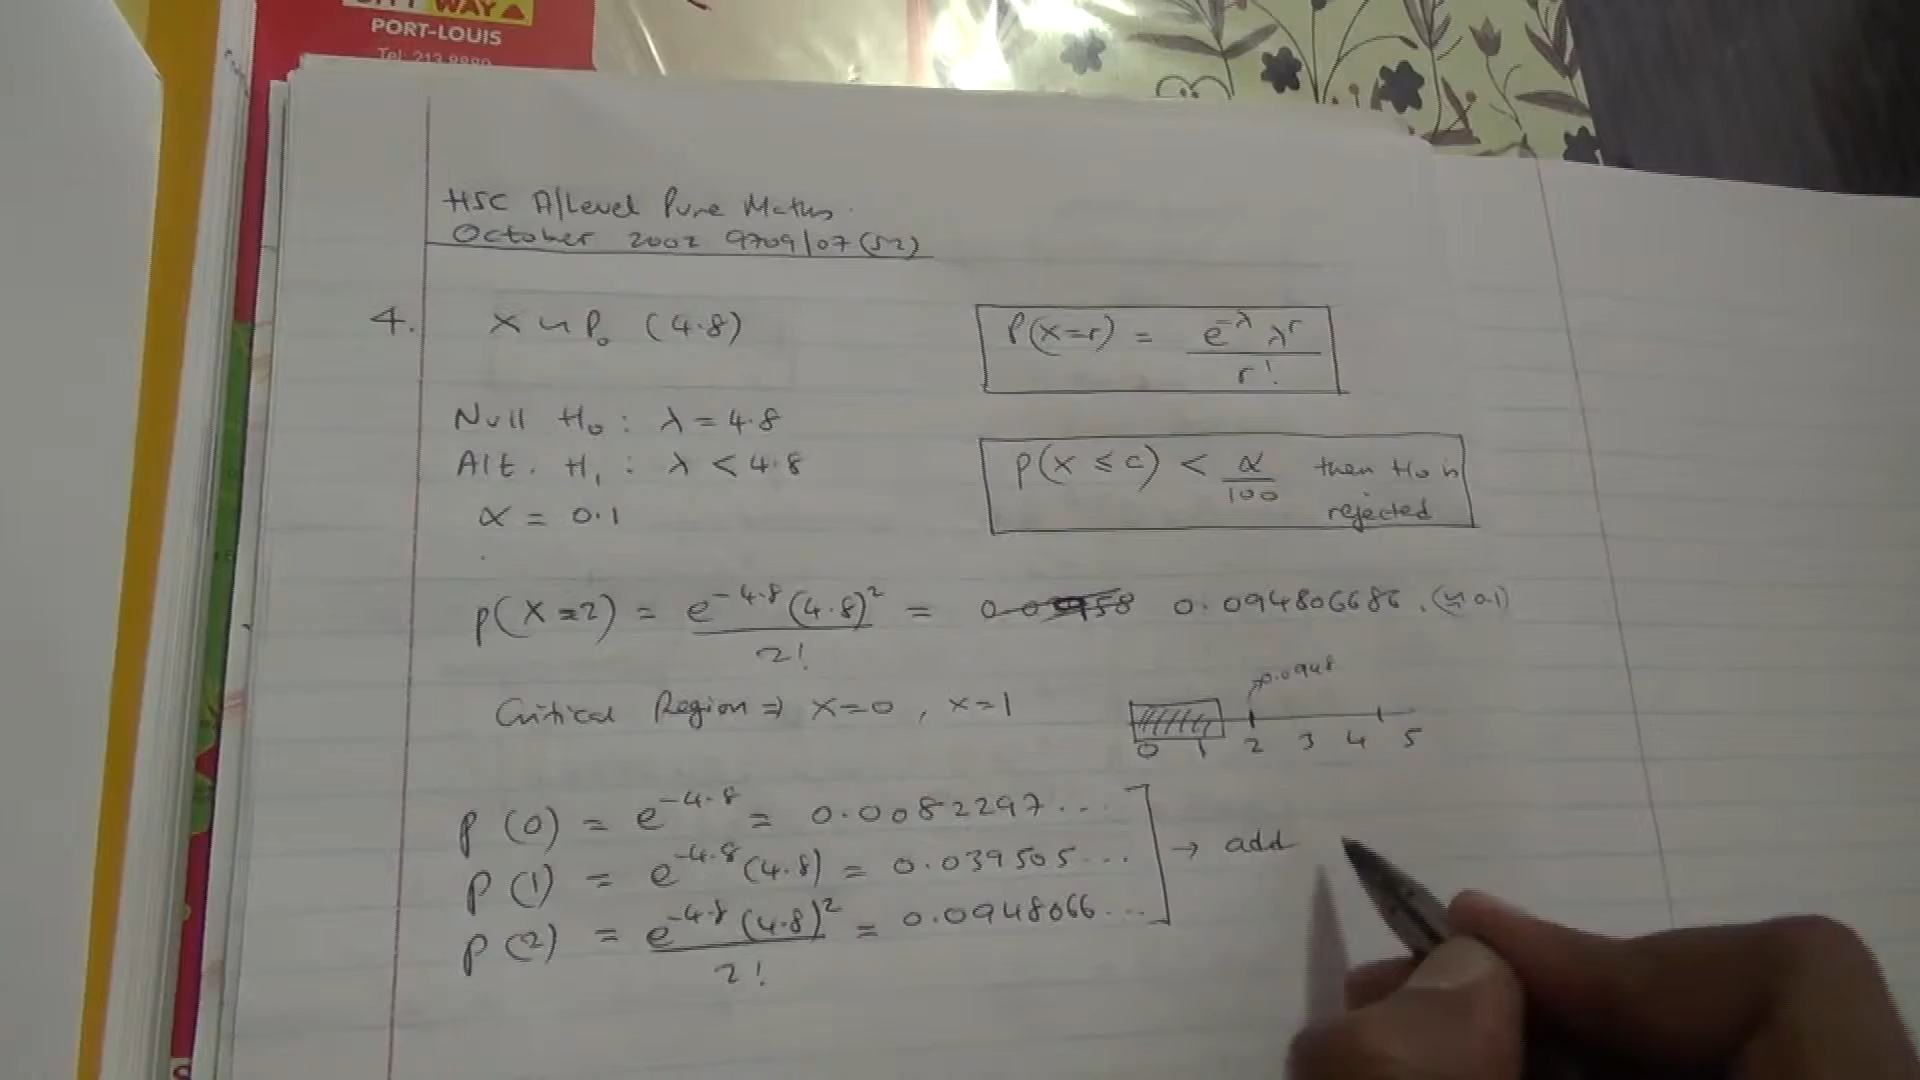 WAY
PORT-LOUIS
Tel: 213 8880
HSC A/Level Pure Maths.
October 2002 9709/07 (S2)
4. X ~ Po (4.8)
P(X=r) = e^-λ λ^r / r!
Null H₀ : λ = 4.8
Alt. H₁ : λ < 4.8
α = 0.1
P(X ≤ c) < α/100 then H₀ is
rejected
P(X=2) = e^-4.8 (4.8)² / 2! = 0.094806686. (≈0.1)
Critical Region ⇒ x=0 , x=1
→0.0948
0 1 2 3 4 5
P(0) = e^-4.8 = 0.0082297...
P(1) = e^-4.8 (4.8) = 0.039505...
→ add
P(2) = e^-4.8 (4.8)² / 2! = 0.0948066...